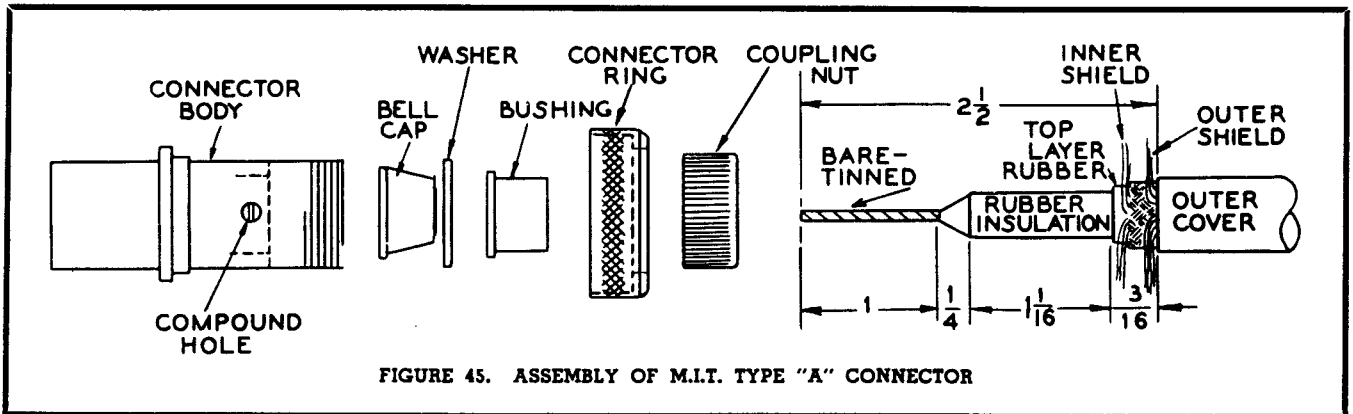 CONNECTOR
BODY
COMPOUND
HOLE
BELL
CAP
WASHER
BUSHING
CONNECTOR
RING
COUPLING
NUT
2 1/2
BARE-
TINNED
INNER
SHIELD
TOP
LAYER
RUBBER
OUTER
SHIELD
RUBBER
INSULATION
OUTER
COVER
1
1/4
1 1/16
3/16
FIGURE 45. ASSEMBLY OF M.I.T. TYPE "A" CONNECTOR